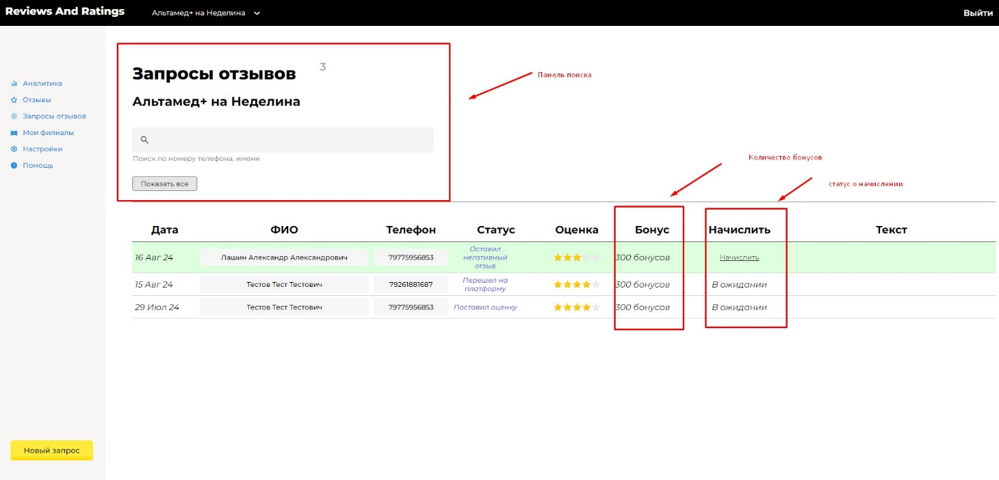 Reviews And Ratings
Альтамед+ на Неделина
Выйти
Аналитика
Отзывы
Запросы отзывов
Мои филиалы
Настройки
Помощь
Новый запрос
Запросы отзывов 3
Альтамед+ на Неделина
Поиск по номеру телефона, имени
Показать все
Панель поиска
Количество бонусов
статус о начислении
Дата ФИО Телефон Статус Оценка Бонус Начислить Текст
16 Авг 24 Лашин Александр Александрович 79775956853 Оставил негативный отзыв 300 бонусов Начислить
15 Авг 24 Тестов Тест Тестович 79261881687 Перешел на платформу 300 бонусов В ожидании
29 Июл 24 Тестов Тест Тестович 79775956853 Поставил оценку 300 бонусов В ожидании